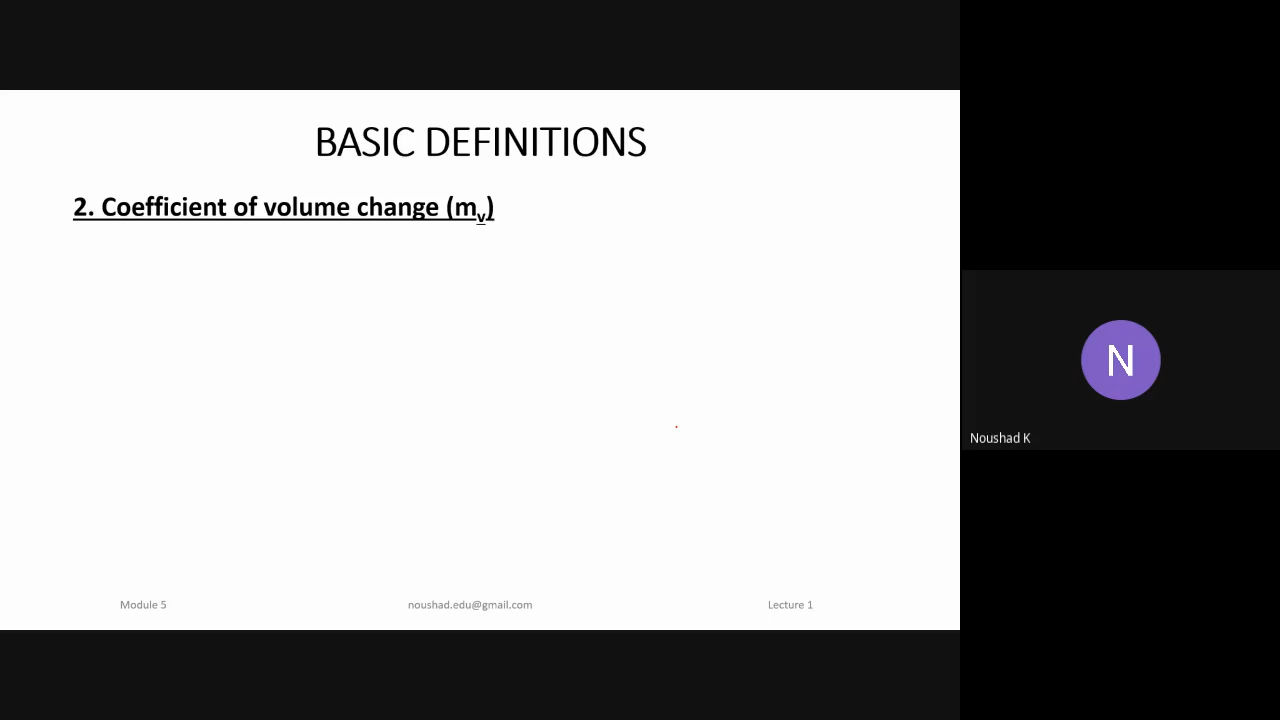 BASIC DEFINITIONS
2. Coefficient of volume change (mv)
N
Noushad K
Module 5
noushad.edu@gmail.com
Lecture 1